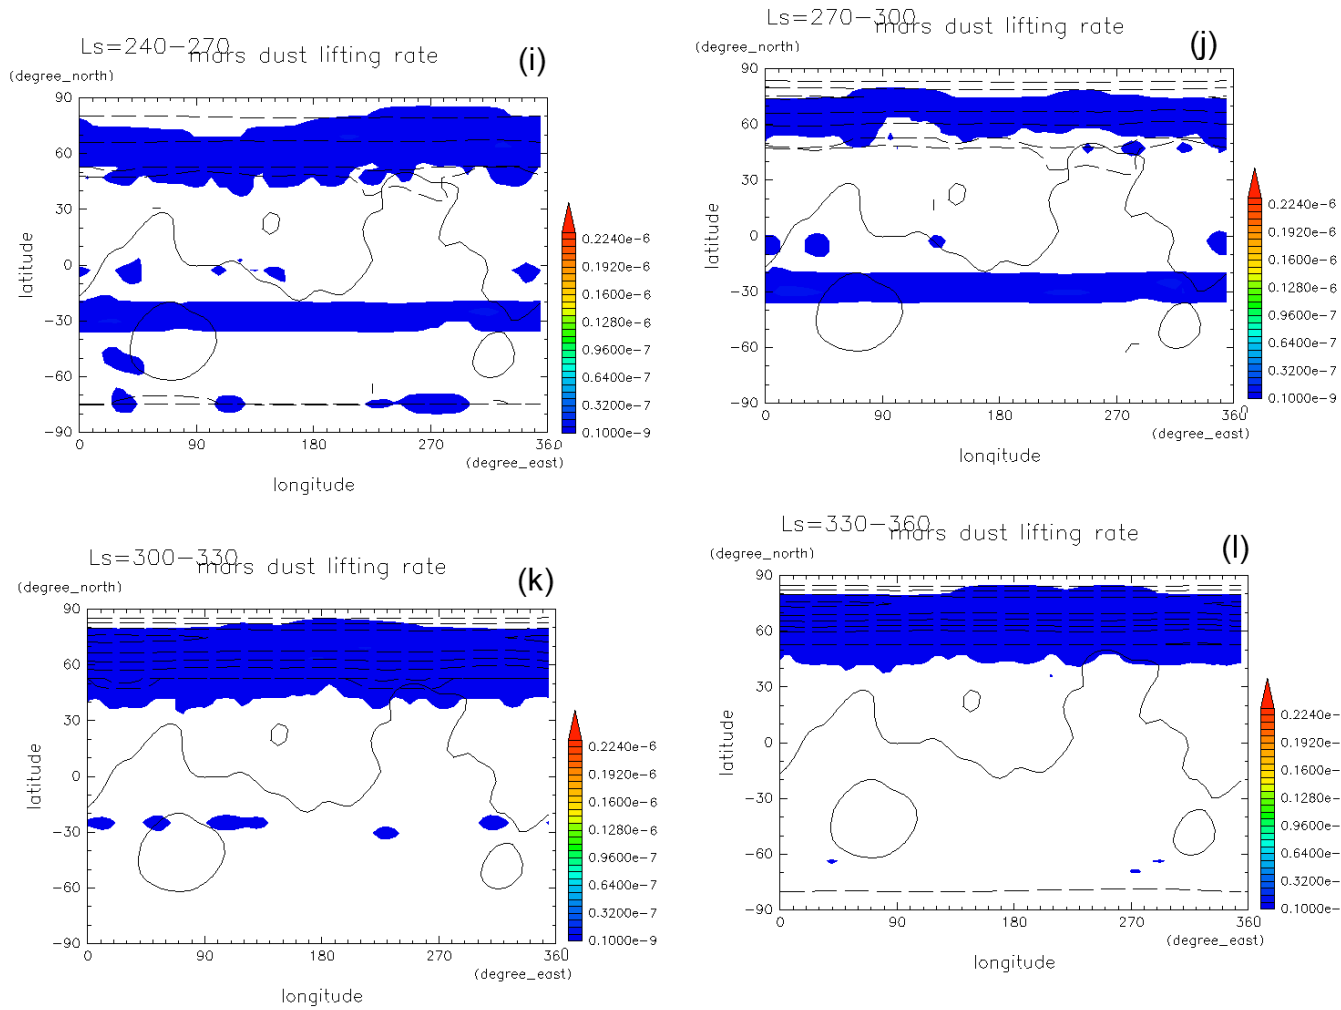 Ls=240-270
mars dust lifting rate
(i)
(degree_north)
90
60
30
0
-30
-60
-90
latitude
0
90
180
270
360
(degree_east)
longitude
0.2240e-6
0.1920e-6
0.1600e-6
0.1280e-6
0.9600e-7
0.6400e-7
0.3200e-7
0.1000e-9
Ls=270-300
mars dust lifting rate
(j)
(degree_north)
90
60
30
0
-30
-60
-90
latitude
0
90
180
270
360
(degree_east)
longitude
0.2240e-6
0.1920e-6
0.1600e-6
0.1280e-6
0.9600e-7
0.6400e-7
0.3200e-7
0.1000e-9
Ls=300-330
mars dust lifting rate
(k)
(degree_north)
90
60
30
0
-30
-60
-90
latitude
0
90
180
270
360
(degree_east)
longitude
0.2240e-6
0.1920e-6
0.1600e-6
0.1280e-6
0.9600e-7
0.6400e-7
0.3200e-7
0.1000e-9
Ls=330-360
mars dust lifting rate
(l)
(degree_north)
90
60
30
0
-30
-60
-90
latitude
0
90
180
270
360
(degree_east)
longitude
0.2240e-
0.1920e-
0.1600e-
0.1280e-
0.9600e-
0.6400e-
0.3200e-
0.1000e-